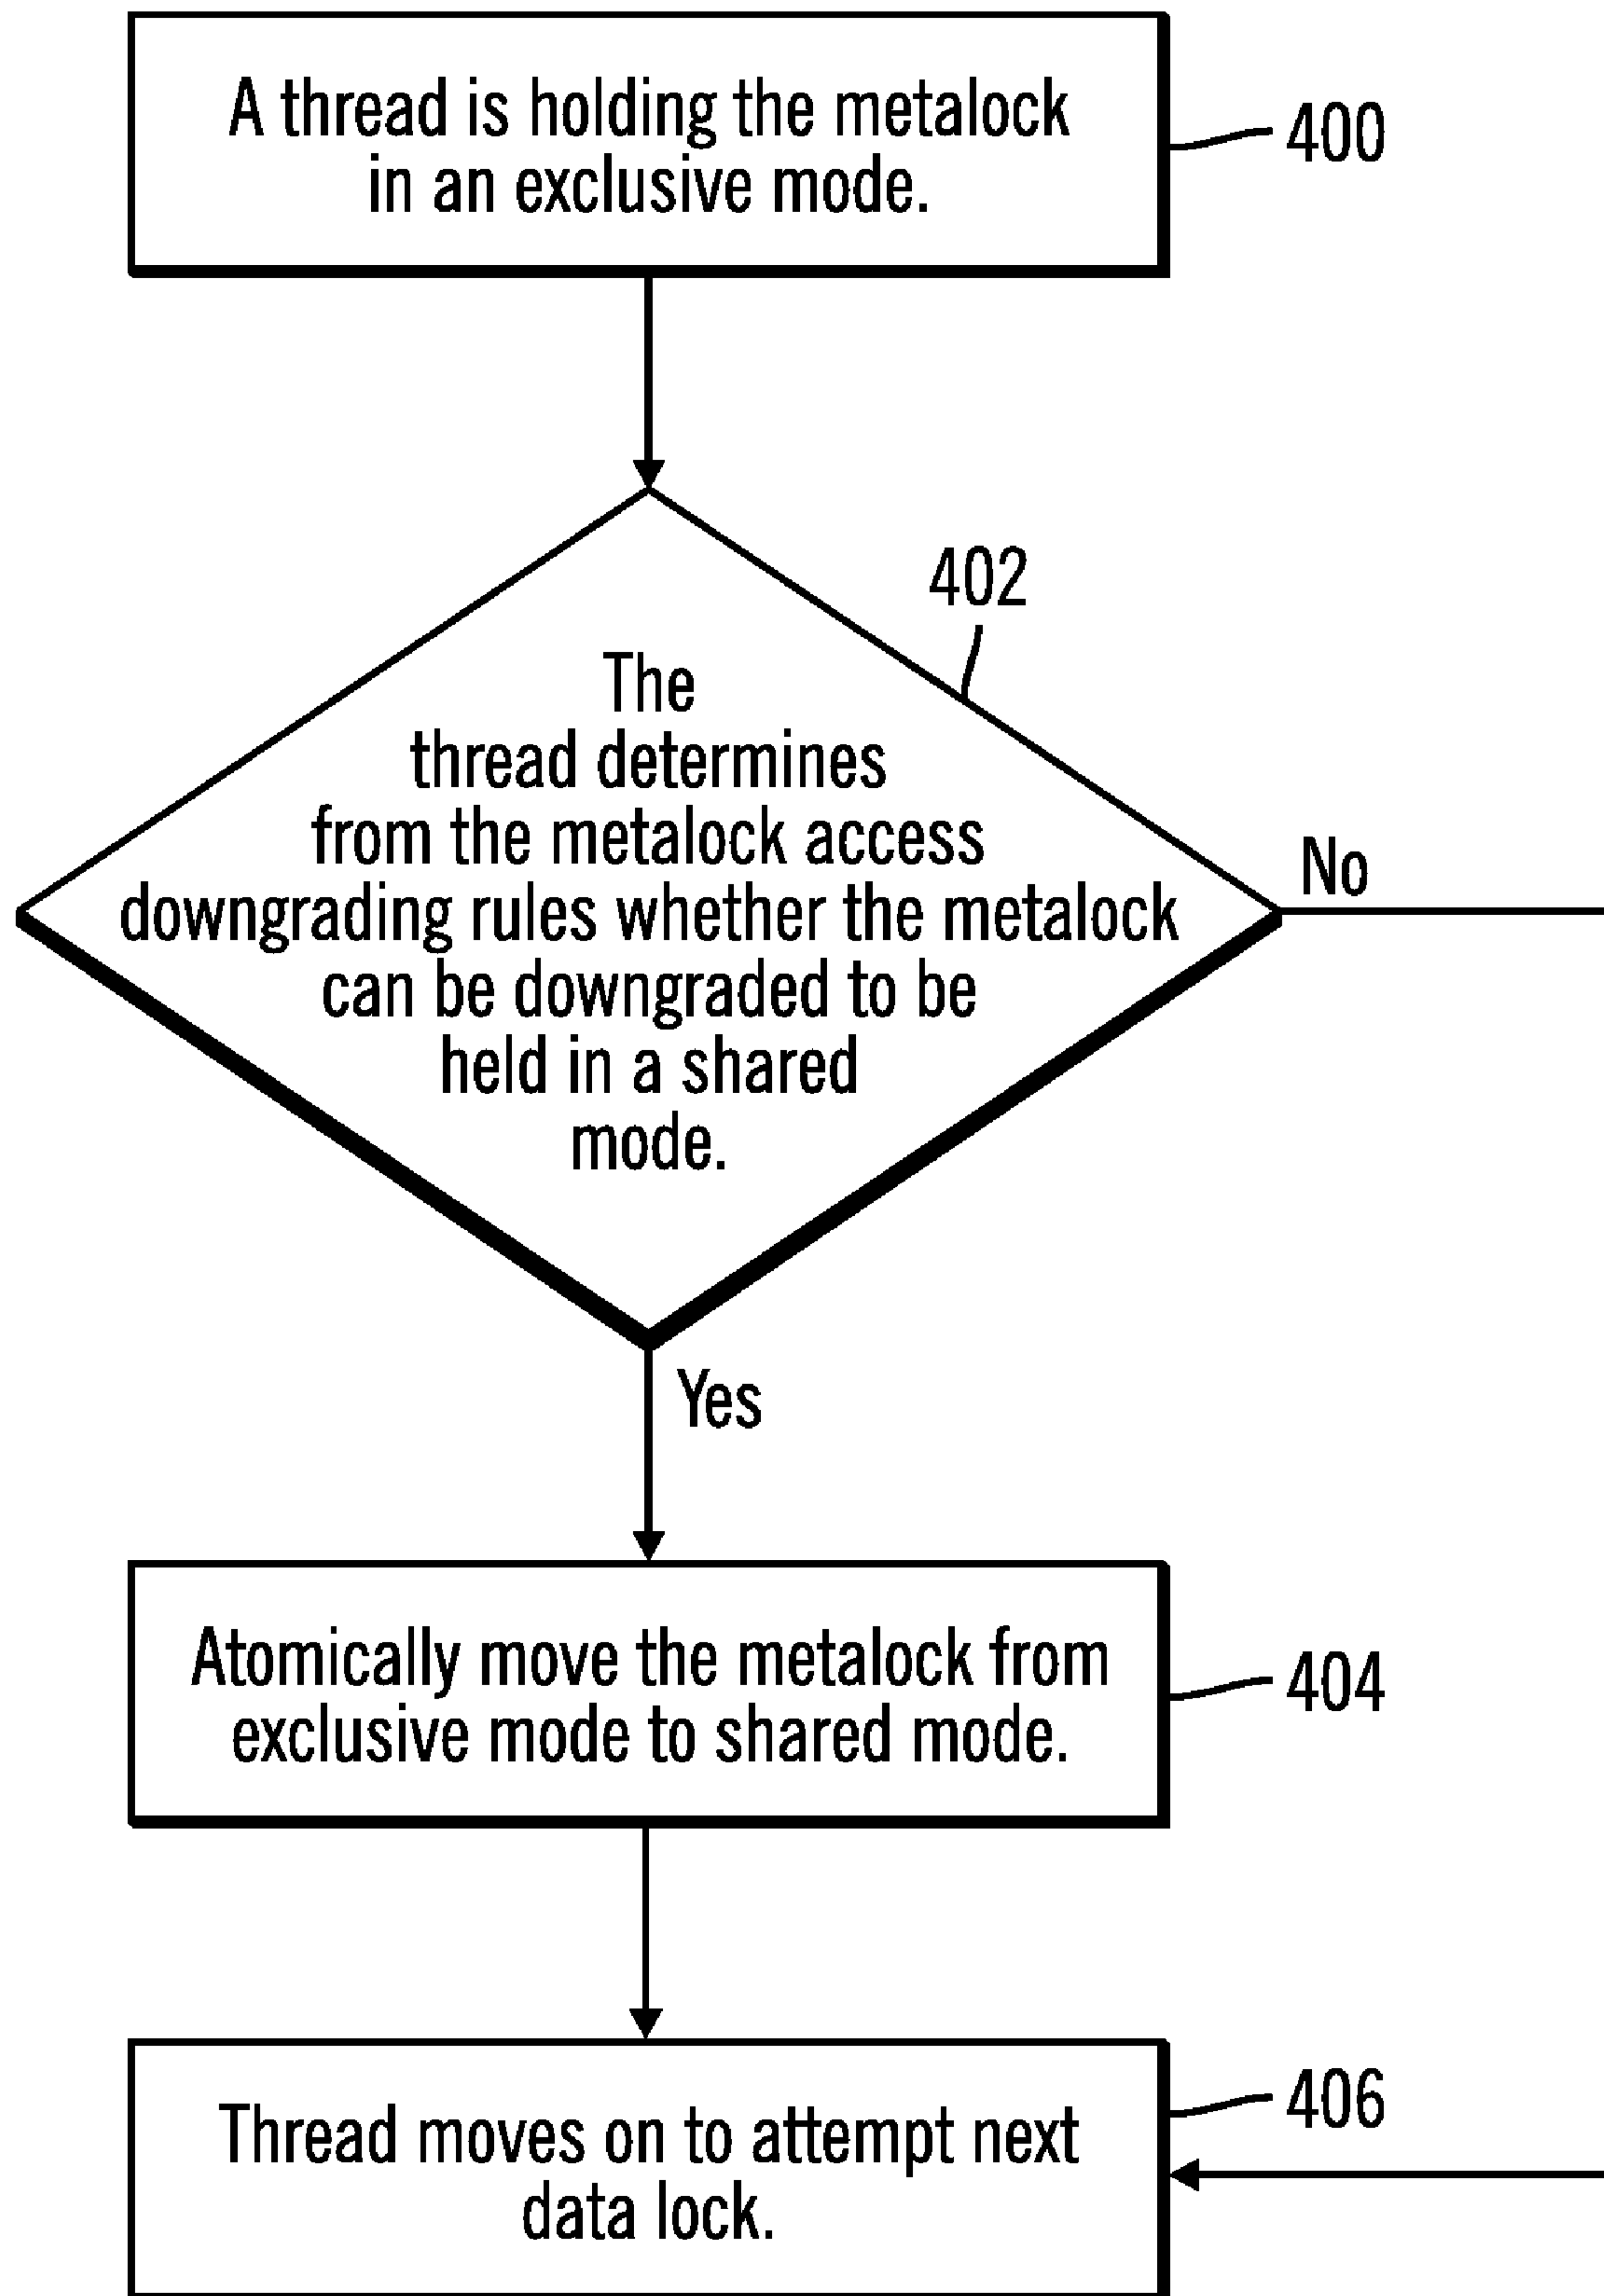 A thread is holding the metalock
in an exclusive mode.
400
402
The
thread determines
from the metalock access
downgrading rules whether the metalock
can be downgraded to be
held in a shared
mode.
No
Yes
Atomically move the metalock from
exclusive mode to shared mode.
404
Thread moves on to attempt next
data lock.
406